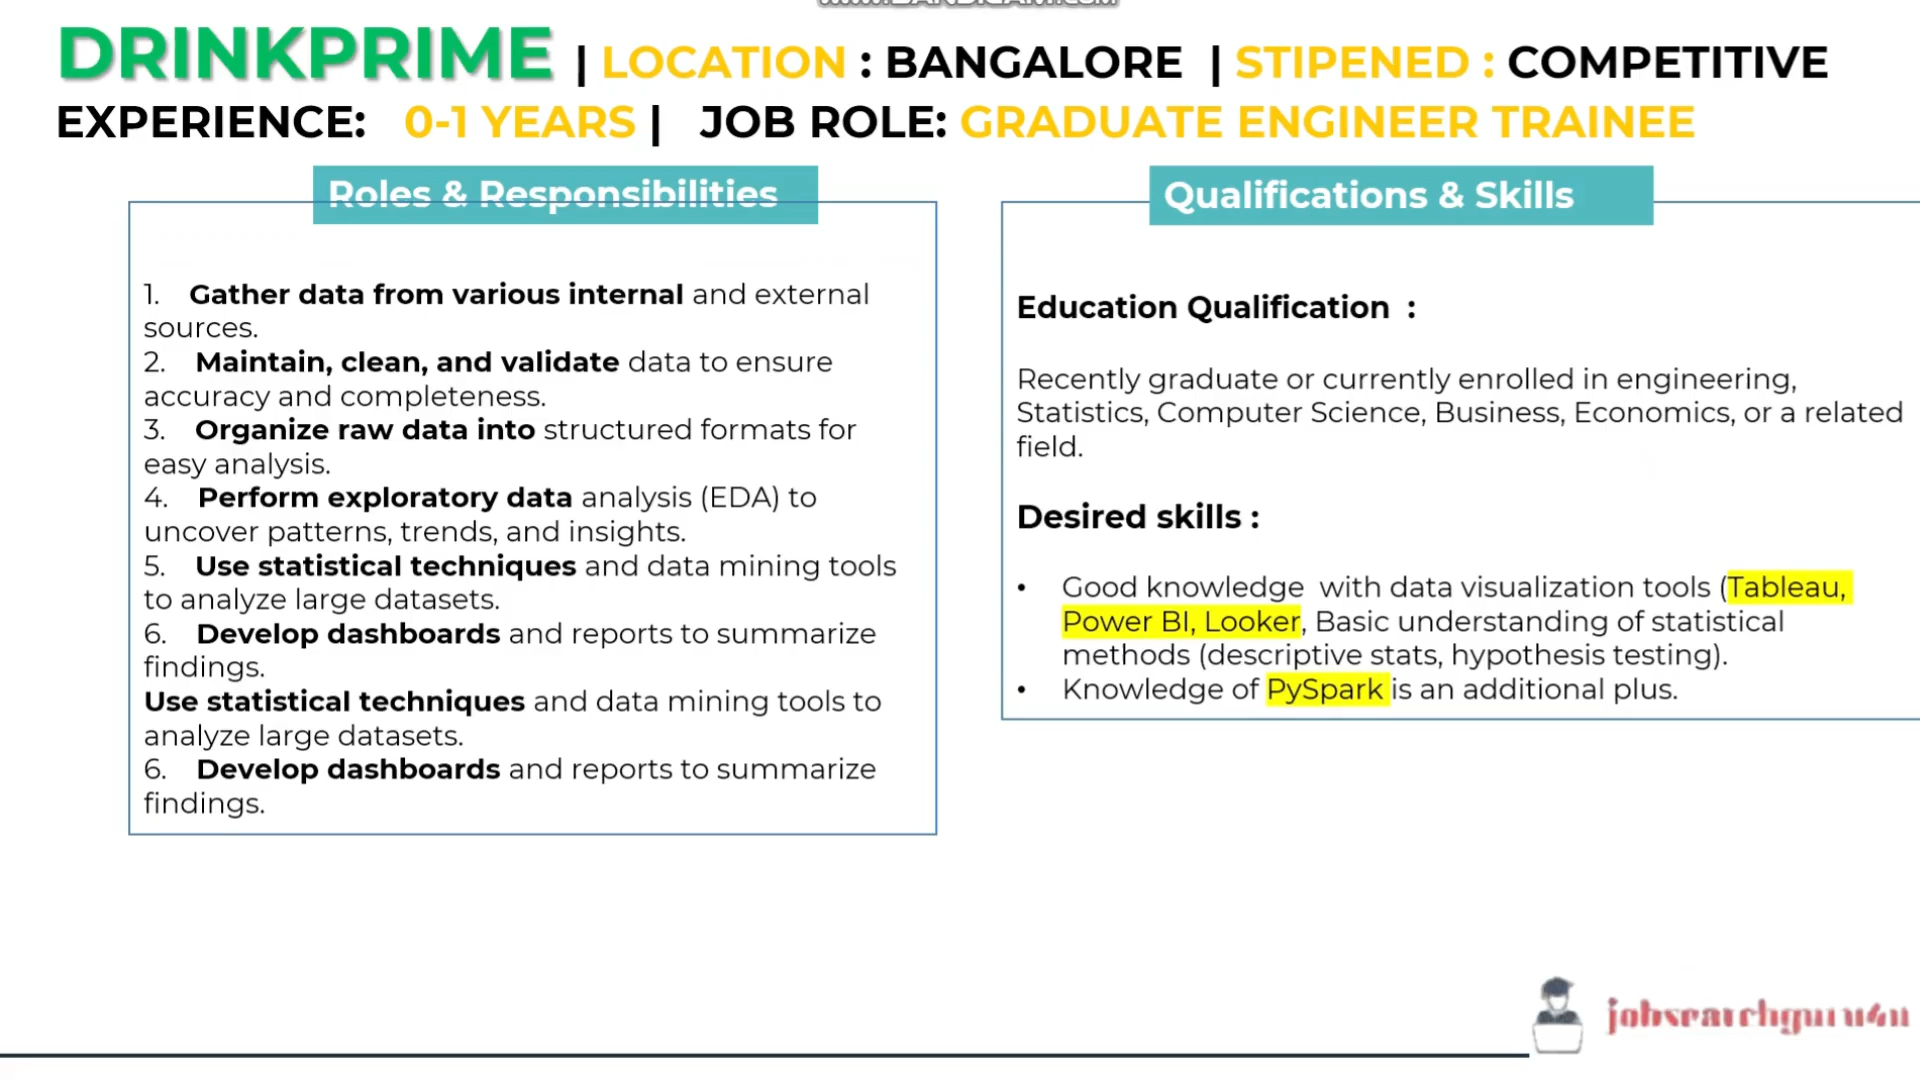 DRINKPRIME | LOCATION : BANGALORE | STIPENED : COMPETITIVE
EXPERIENCE: 0-1 YEARS | JOB ROLE: GRADUATE ENGINEER TRAINEE
Roles & Responsibilities
1. Gather data from various internal and external
sources.
2. Maintain, clean, and validate data to ensure
accuracy and completeness.
3. Organize raw data into structured formats for
easy analysis.
4. Perform exploratory data analysis (EDA) to
uncover patterns, trends, and insights.
5. Use statistical techniques and data mining tools
to analyze large datasets.
6. Develop dashboards and reports to summarize
findings.
Use statistical techniques and data mining tools to
analyze large datasets.
6. Develop dashboards and reports to summarize
findings.
Qualifications & Skills
Education Qualification :
Recently graduate or currently enrolled in engineering,
Statistics, Computer Science, Business, Economics, or a related
field.
Desired skills :
• Good knowledge with data visualization tools (Tableau,
Power BI, Looker, Basic understanding of statistical
methods (descriptive stats, hypothesis testing).
• Knowledge of PySpark is an additional plus.